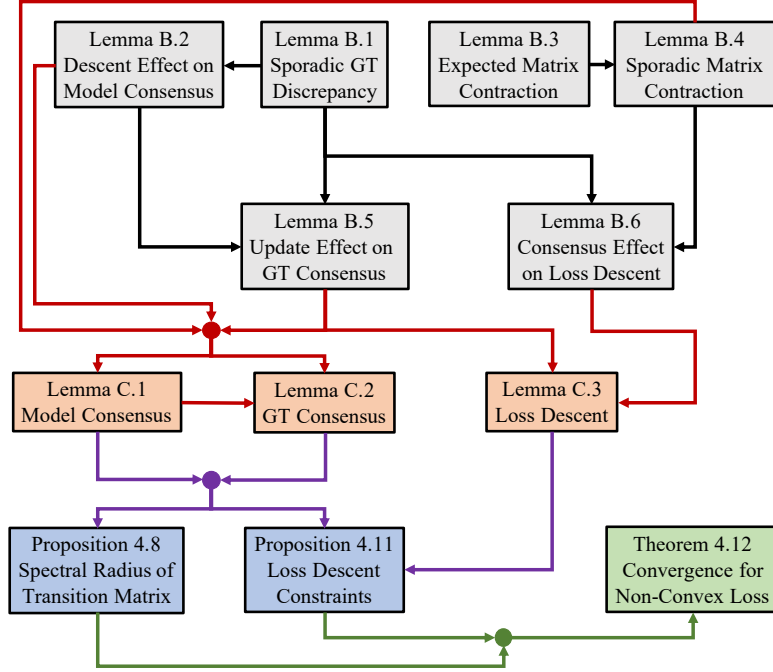 Lemma B.2
Descent Effect on
Model Consensus
Lemma B.1
Sporadic GT
Discrepancy
Lemma B.3
Expected Matrix
Contraction
Lemma B.4
Sporadic Matrix
Contraction
Lemma B.5
Update Effect on
GT Consensus
Lemma B.6
Consensus Effect
on Loss Descent
Lemma C.1
Model Consensus
Lemma C.2
GT Consensus
Lemma C.3
Loss Descent
Proposition 4.8
Spectral Radius of
Transition Matrix
Proposition 4.11
Loss Descent
Constraints
Theorem 4.12
Convergence for
Non-Convex Loss